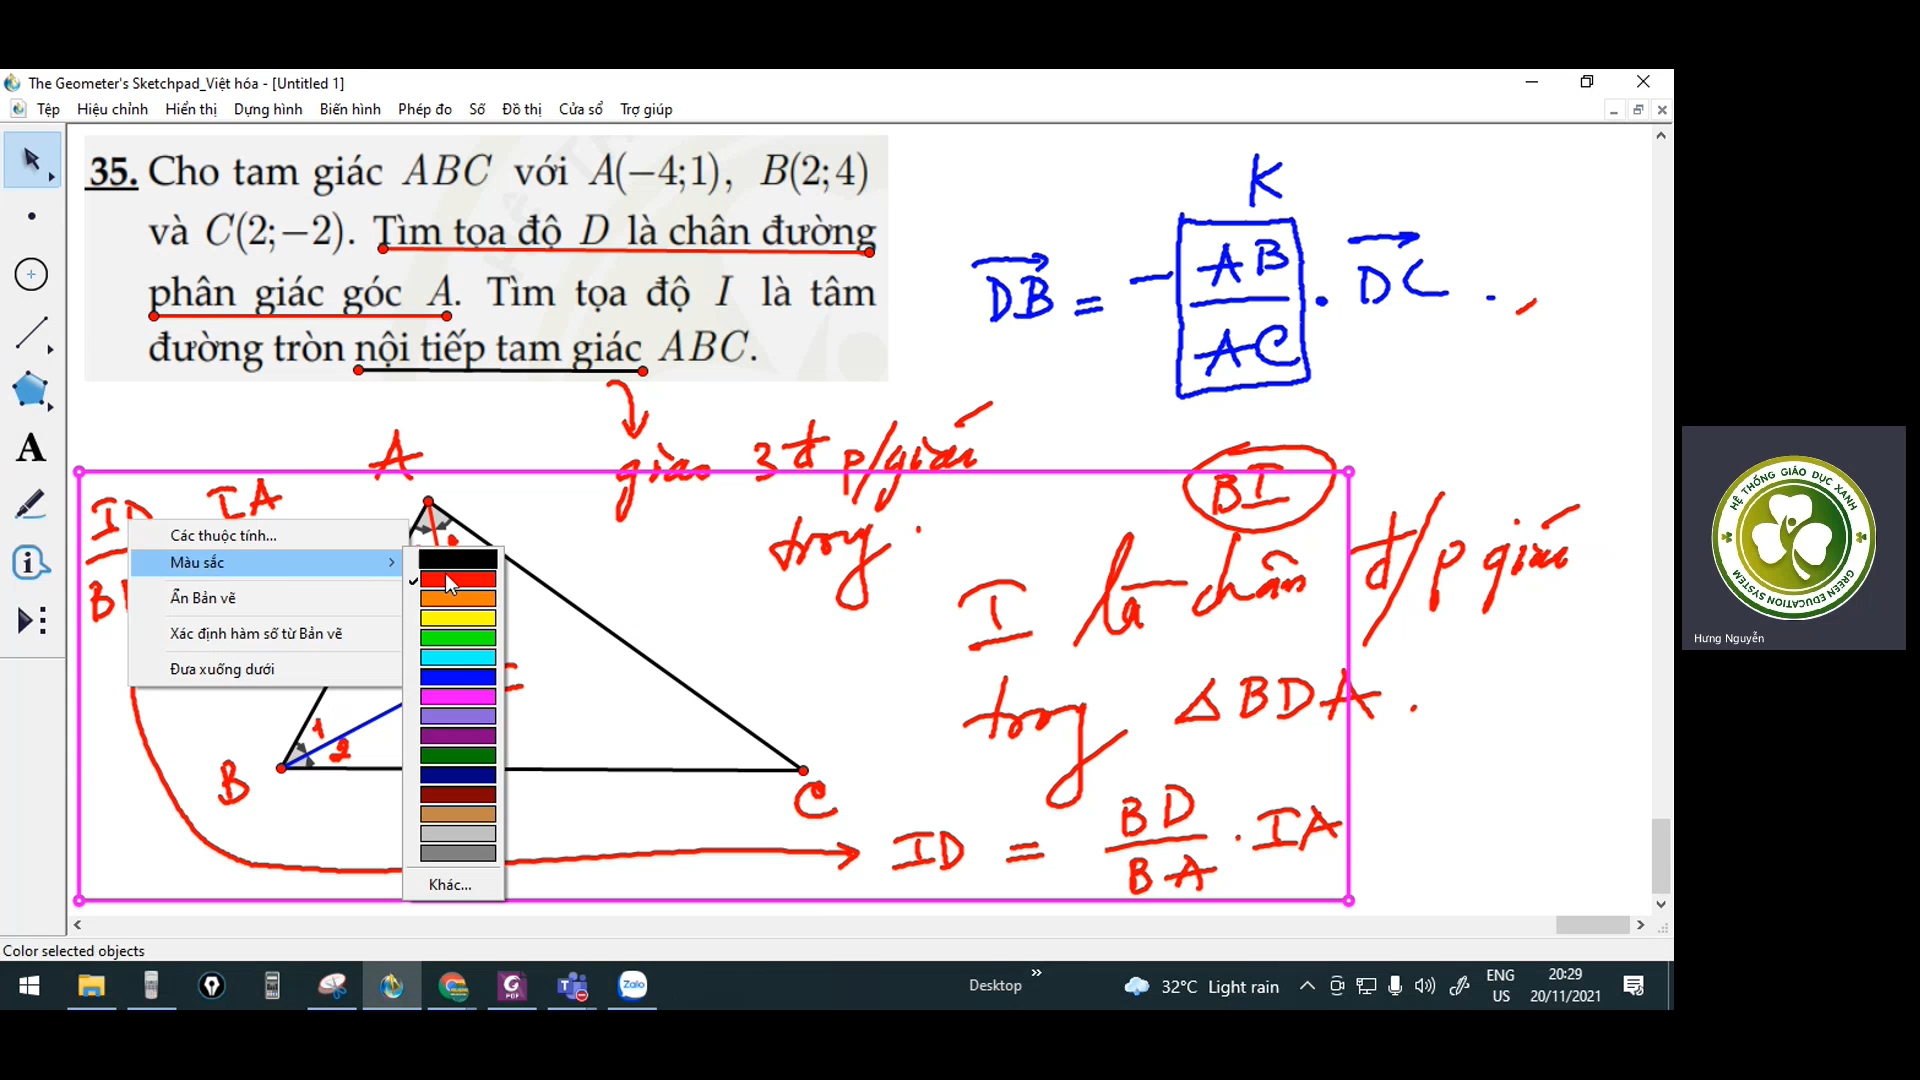 The Geometer's Sketchpad_Việt hóa - [Untitled 1]
Tệp Hiệu chỉnh Hiển thị Dựng hình Biến hình Phép đo Số Đồ thị Cửa sổ Trợ giúp
35. Cho tam giác ABC với A(−4;1), B(2;4)
và C(2;−2). Tìm tọa độ D là chân đường
phân giác góc A. Tìm tọa độ I là tâm
đường tròn nội tiếp tam giác ABC.
K
DB = - AB/AC . DC .
A
giao 3 đ p/giác
trong .
BI
ID IA
I là chân đ/p giác
trong △BDA .
Các thuộc tính...
Màu sắc
Ẩn Bản vẽ
Xác định hàm số từ Bản vẽ
Đưa xuống dưới
Khác...
1
2
B
C
ID = BD/BA . IA
HỆ THỐNG GIÁO DỤC XANH
GREEN EDUCATION SYSTEM
Hưng Nguyễn
Color selected objects
Zalo
Desktop
32°C Light rain
ENG
US
20:29
20/11/2021